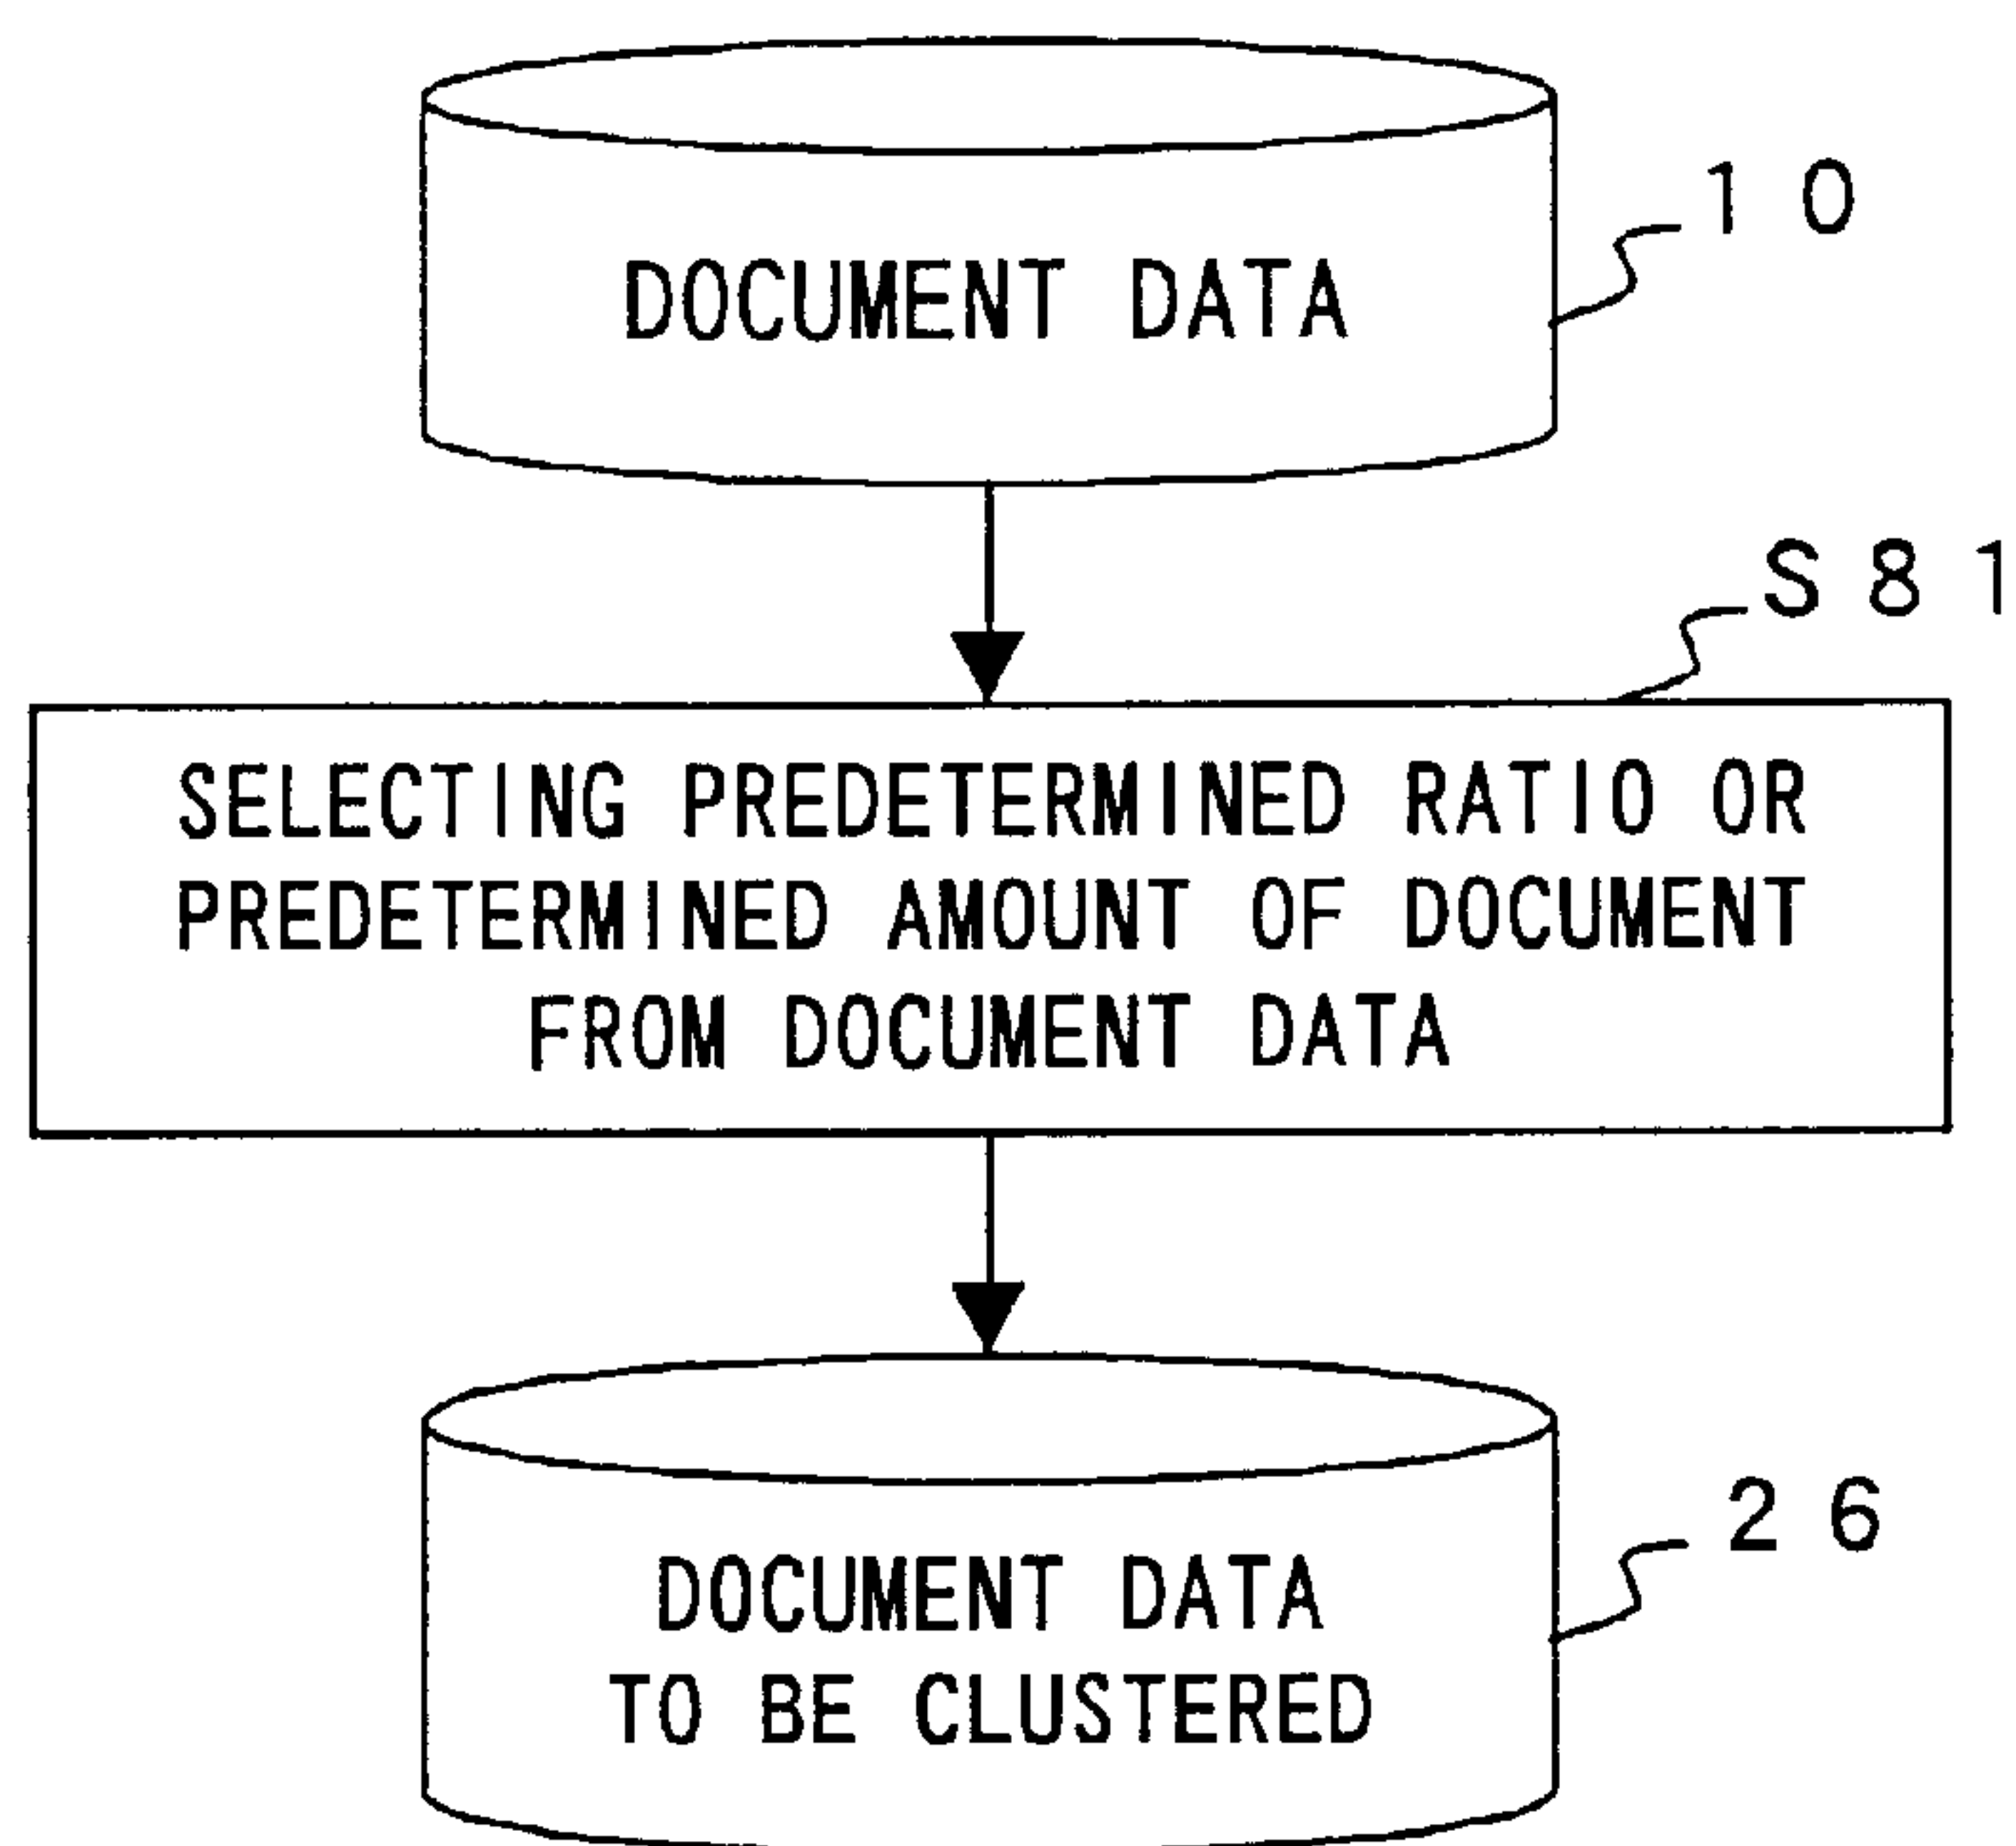 10
DOCUMENT DATA
S81
SELECTING PREDETERMINED RATIO OR
PREDETERMINED AMOUNT OF DOCUMENT
FROM DOCUMENT DATA
26
DOCUMENT DATA
TO BE CLUSTERED